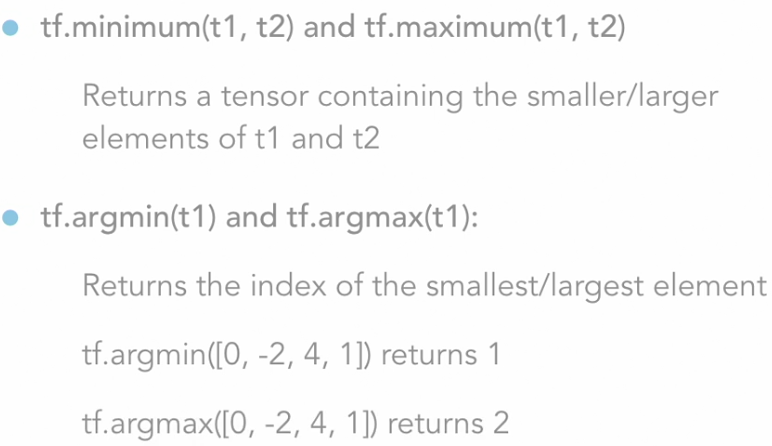 tf.minimum(t1, t2) and tf.maximum(t1, t2)
Returns a tensor containing the smaller/larger
elements of t1 and t2
tf.argmin(t1) and tf.argmax(t1):
Returns the index of the smallest/largest element
tf.argmin([0, -2, 4, 1]) returns 1
tf.argmax([0, -2, 4, 1]) returns 2